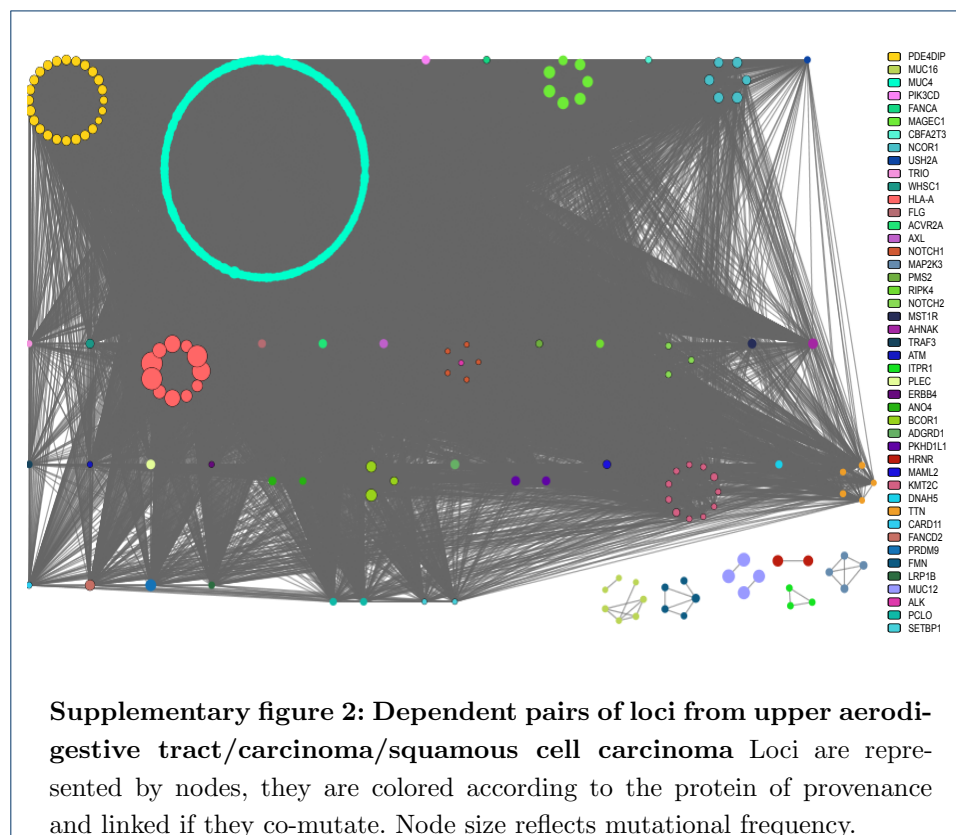 PDE4DIP
MUC16
MUC4
PIK3CD
FANCA
MAGEC1
CBFA2T3
NCOR1
USH2A
TRIO
WHSC1
HLA-A
FLG
ACVR2A
AXL
NOTCH1
MAP2K3
PMS2
RIPK4
NOTCH2
MST1R
AHNAK
TRAF3
ATM
ITPR1
PLEC
ERBB4
ANO4
BCOR1
ADGRD1
PKHD1L1
HRNR
MAML2
KMT2C
DNAH5
TTN
CARD11
FANCD2
PRDM9
FMN
LRP1B
MUC12
ALK
PCLO
SETBP1
Supplementary figure 2: Dependent pairs of loci from upper aerodi-
gestive tract/carcinoma/squamous cell carcinoma Loci are repre-
sented by nodes, they are colored according to the protein of provenance
and linked if they co-mutate. Node size reflects mutational frequency.